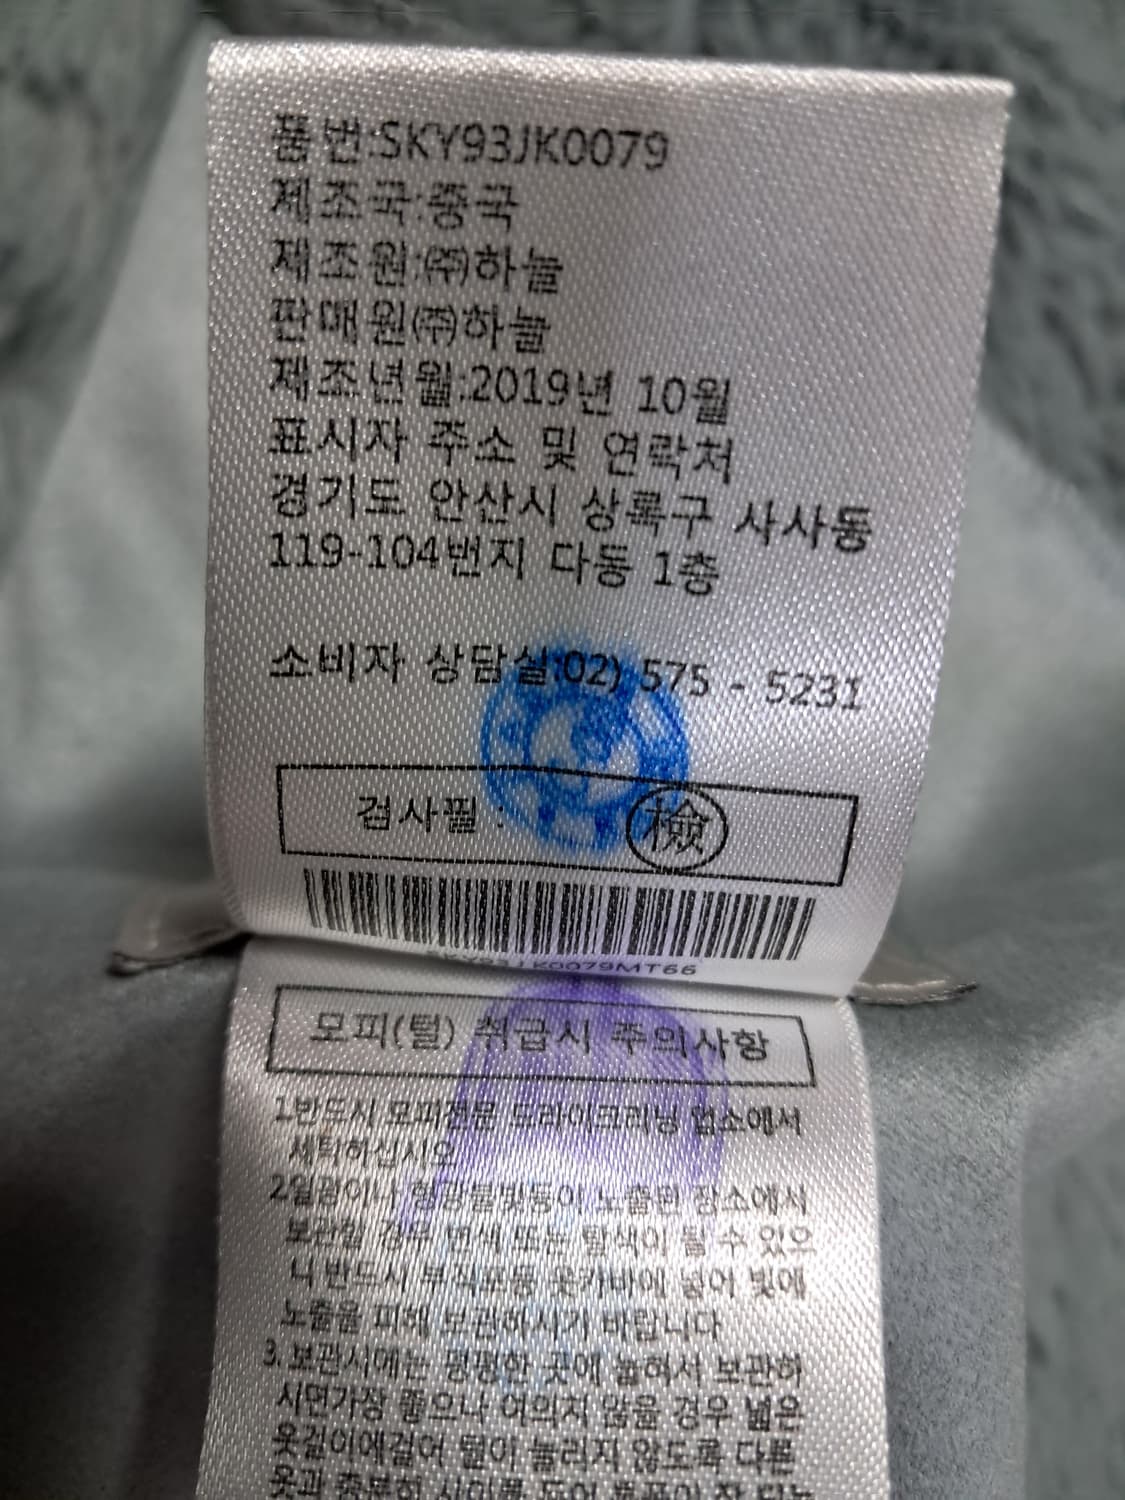 품번:SKY93JK0079
제조국:중국
제조원:㈜하늘
판매원㈜하늘
제조년월:2019년 10월
표시자 주소 및 연락처
경기도 안산시 상록구 사사동
119-104번지 다동 1층
소비자 상담실:02) 575 - 5231
검사필 : 檢
SKY93JK0079MT66
모피(털) 취급시 주의사항
1반드시 모피전문 드라이크리닝 업소에서
세탁하십시오
2일광이나 형광불빛등이 노출된 장소에서
보관할 경우 변색 또는 탈색이 될 수 있으
니 반드시 부직포등 옷카바에 넣어 빛에
노출을 피해 보관하시기 바랍니다
3. 보관시에는 평평한 곳에 눕혀서 보관하
시면가장 좋으나 여의치 않을 경우 넓은
옷걸이에걸어 털이 눌리지 않도록 다른
옷과 충분한